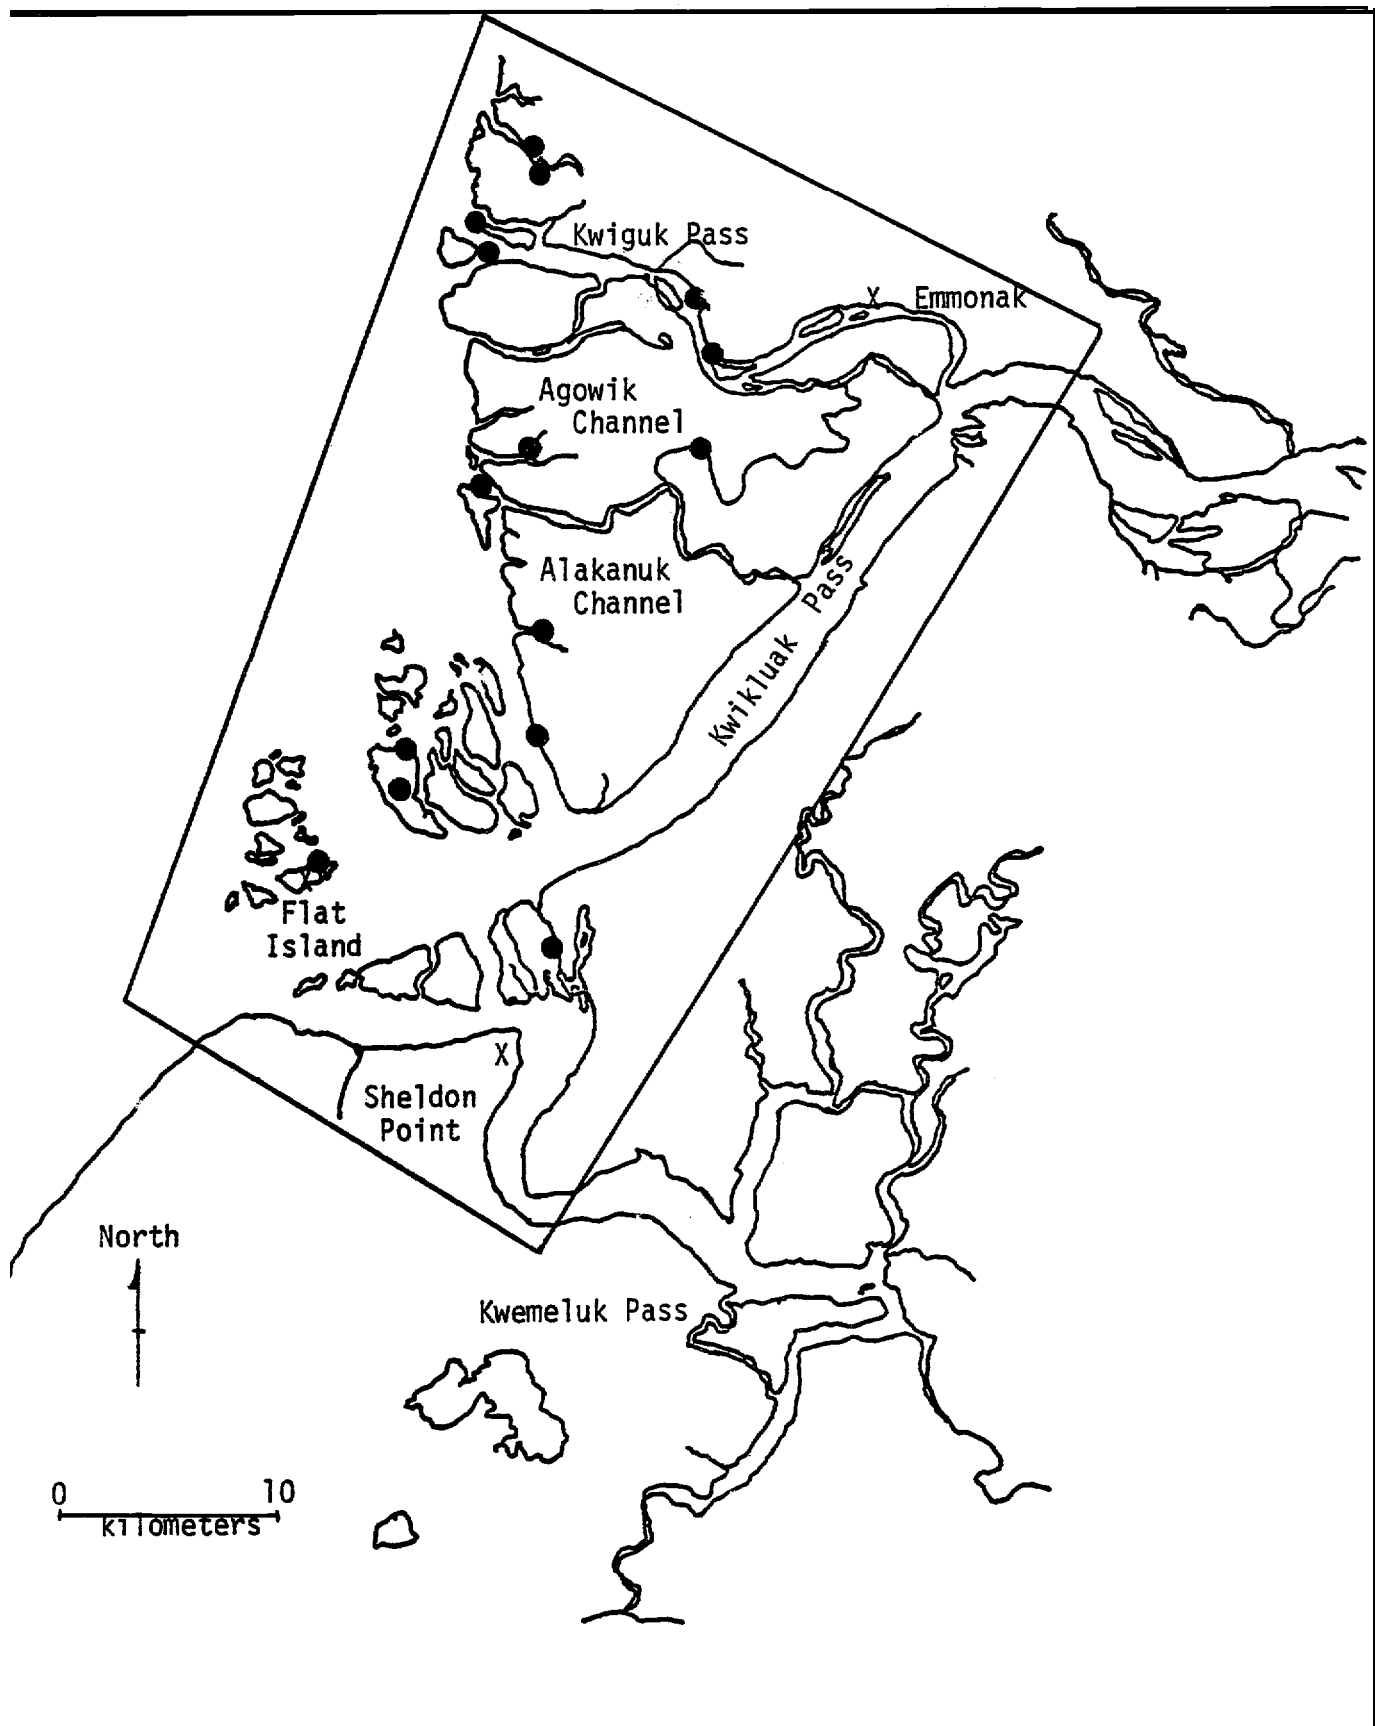 Kwiguk Pass
X Emmonak
Agowik
Channel
Alakanuk
Channel
Kwikluak Pass
Flat
Island
X
Sheldon
Point
North
Kwemeluk Pass
0 10
kilometers